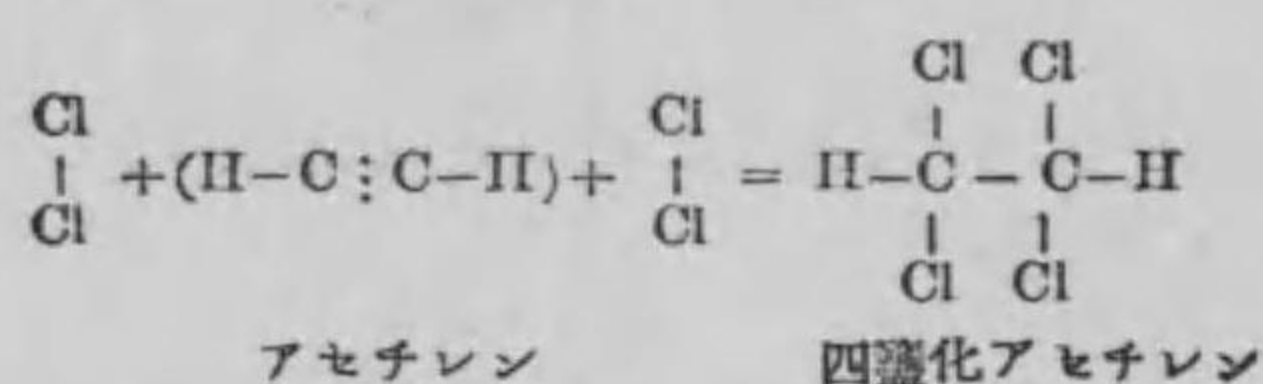 Cl Cl
Cl Cl
| | | |
+(H-C⋮C-H)+ = H-C-C-H
Cl Cl | |
Cl Cl
アセチレン 四鹽化アセチレン